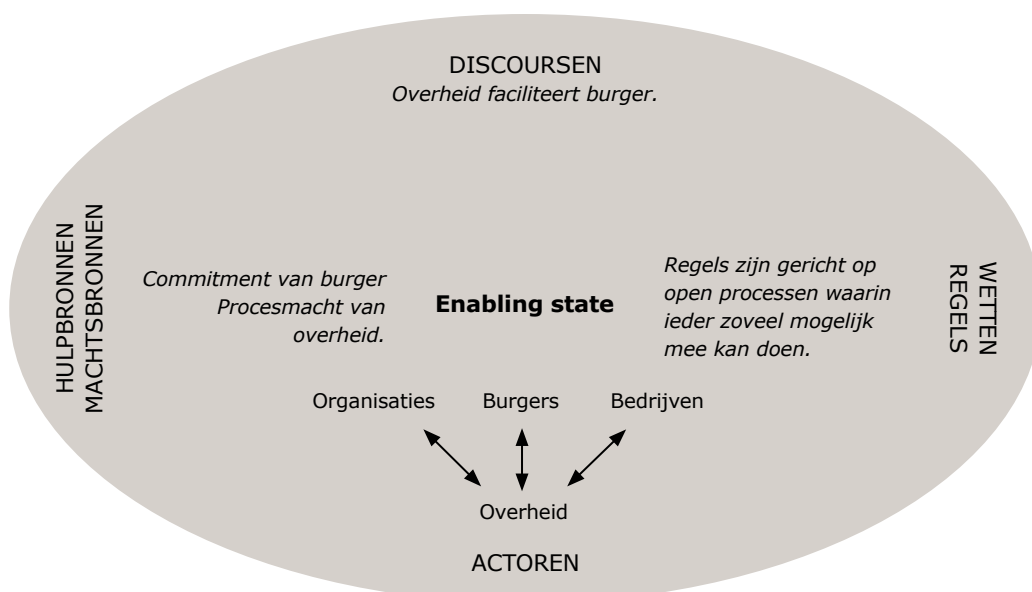 DISCOURSEN
Overheid faciliteert burger.
HULPBRONNEN
MACHTSBRONNEN
Commitment van burger
Procesmacht van
overheid.
Enabling state
Regels zijn gericht op
open processen waarin
ieder zoveel mogelijk
mee kan doen.
WETTEN
REGELS
Organisaties Burgers Bedrijven
Overheid
ACTOREN